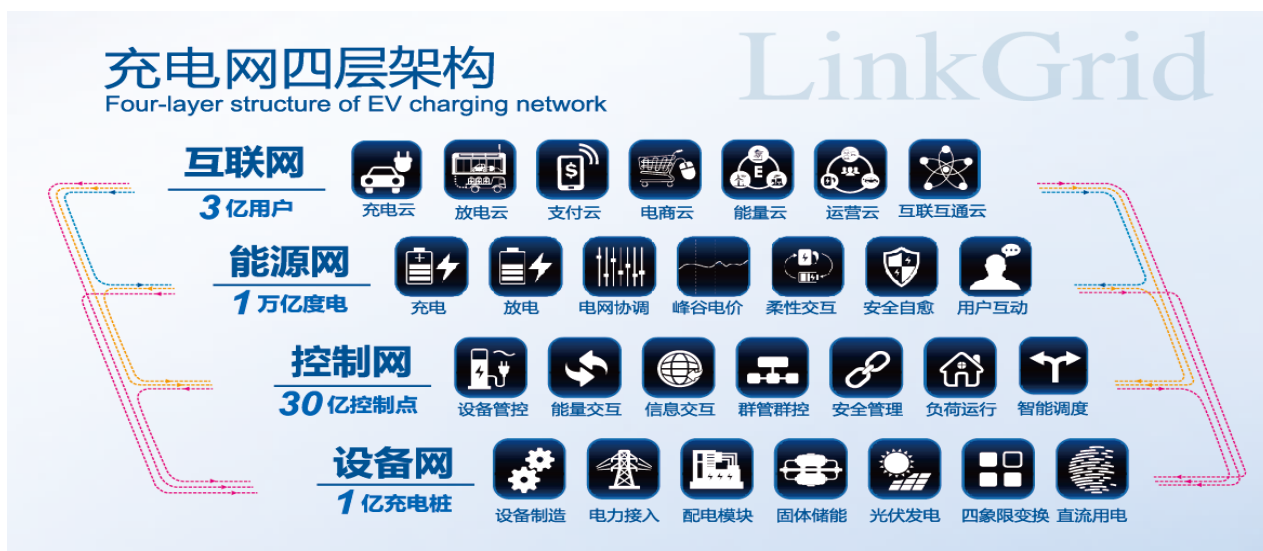 充电网四层架构
Four-layer structure of EV charging network
LinkGrid
互联网
3亿用户
充电云 放电云 支付云 电商云 能量云 运营云 互联互通云
能源网
1万亿度电
充电 放电 电网协调 峰谷电价 柔性交互 安全自愈 用户互动
控制网
30亿控制点
设备管控 能量交互 信息交互 群管群控 安全管理 负荷运行 智能调度
设备网
1亿充电桩
设备制造 电力接入 配电模块 固体储能 光伏发电 四象限变换 直流用电
$
E